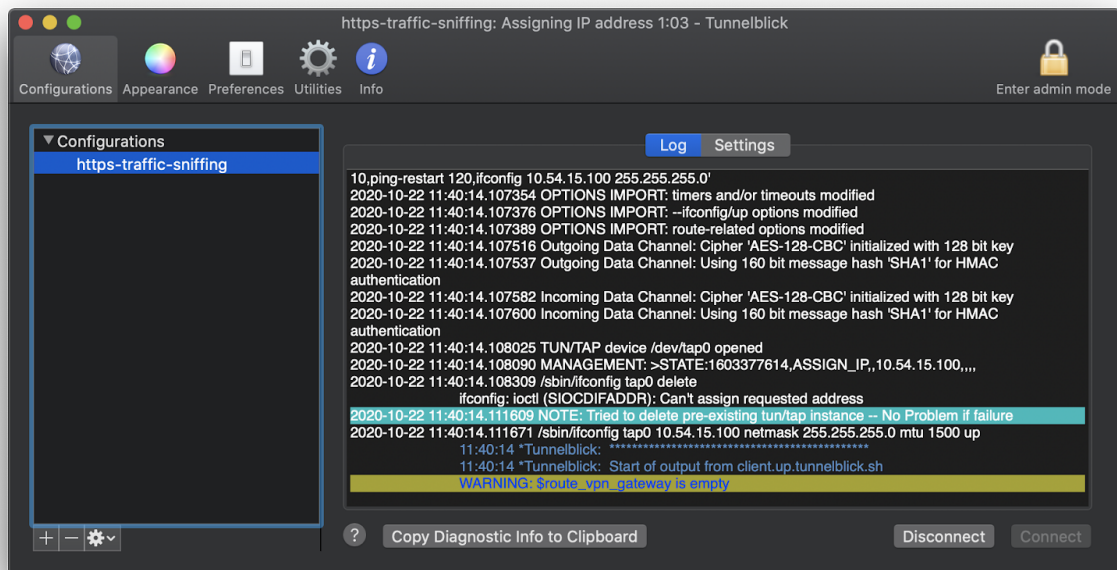 https-traffic-sniffing: Assigning IP address 1:03 - Tunnelblick
Configurations
Appearance
Preferences
Utilities
Info
Enter admin mode
Configurations
https-traffic-sniffing
Log
Settings
10,ping-restart 120,ifconfig 10.54.15.100 255.255.255.0'
2020-10-22 11:40:14.107354 OPTIONS IMPORT: timers and/or timeouts modified
2020-10-22 11:40:14.107376 OPTIONS IMPORT: --ifconfig/up options modified
2020-10-22 11:40:14.107389 OPTIONS IMPORT: route-related options modified
2020-10-22 11:40:14.107516 Outgoing Data Channel: Cipher 'AES-128-CBC' initialized with 128 bit key
2020-10-22 11:40:14.107537 Outgoing Data Channel: Using 160 bit message hash 'SHA1' for HMAC
authentication
2020-10-22 11:40:14.107582 Incoming Data Channel: Cipher 'AES-128-CBC' initialized with 128 bit key
2020-10-22 11:40:14.107600 Incoming Data Channel: Using 160 bit message hash 'SHA1' for HMAC
authentication
2020-10-22 11:40:14.108025 TUN/TAP device /dev/tap0 opened
2020-10-22 11:40:14.108090 MANAGEMENT: >STATE:1603377614,ASSIGN_IP,,10.54.15.100,,,,
2020-10-22 11:40:14.108309 /sbin/ifconfig tap0 delete
ifconfig: ioctl (SIOCDIFADDR): Can't assign requested address
2020-10-22 11:40:14.111609 NOTE: Tried to delete pre-existing tun/tap instance -- No Problem if failure
2020-10-22 11:40:14.111671 /sbin/ifconfig tap0 10.54.15.100 netmask 255.255.255.0 mtu 1500 up
11:40:14 *Tunnelblick: **********************************************
11:40:14 *Tunnelblick: Start of output from client.up.tunnelblick.sh
WARNING: $route_vpn_gateway is empty
? Copy Diagnostic Info to Clipboard
Disconnect
Connect